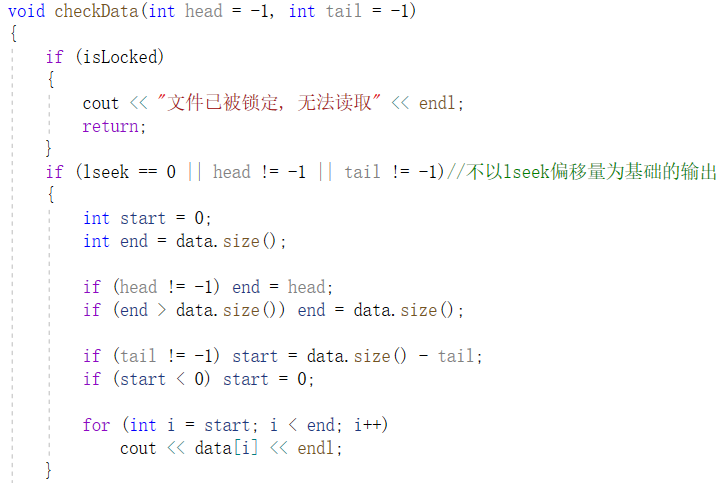 void checkData(int head = -1, int tail = -1)
{
    if (isLocked)
    {
        cout << "文件已被锁定, 无法读取" << endl;
        return;
    }
    if (lseek == 0 || head != -1 || tail != -1)//不以lseek偏移量为基础的输出
    {
        int start = 0;
        int end = data.size();

        if (head != -1) end = head;
        if (end > data.size()) end = data.size();

        if (tail != -1) start = data.size() - tail;
        if (start < 0) start = 0;

        for (int i = start; i < end; i++)
            cout << data[i] << endl;
    }